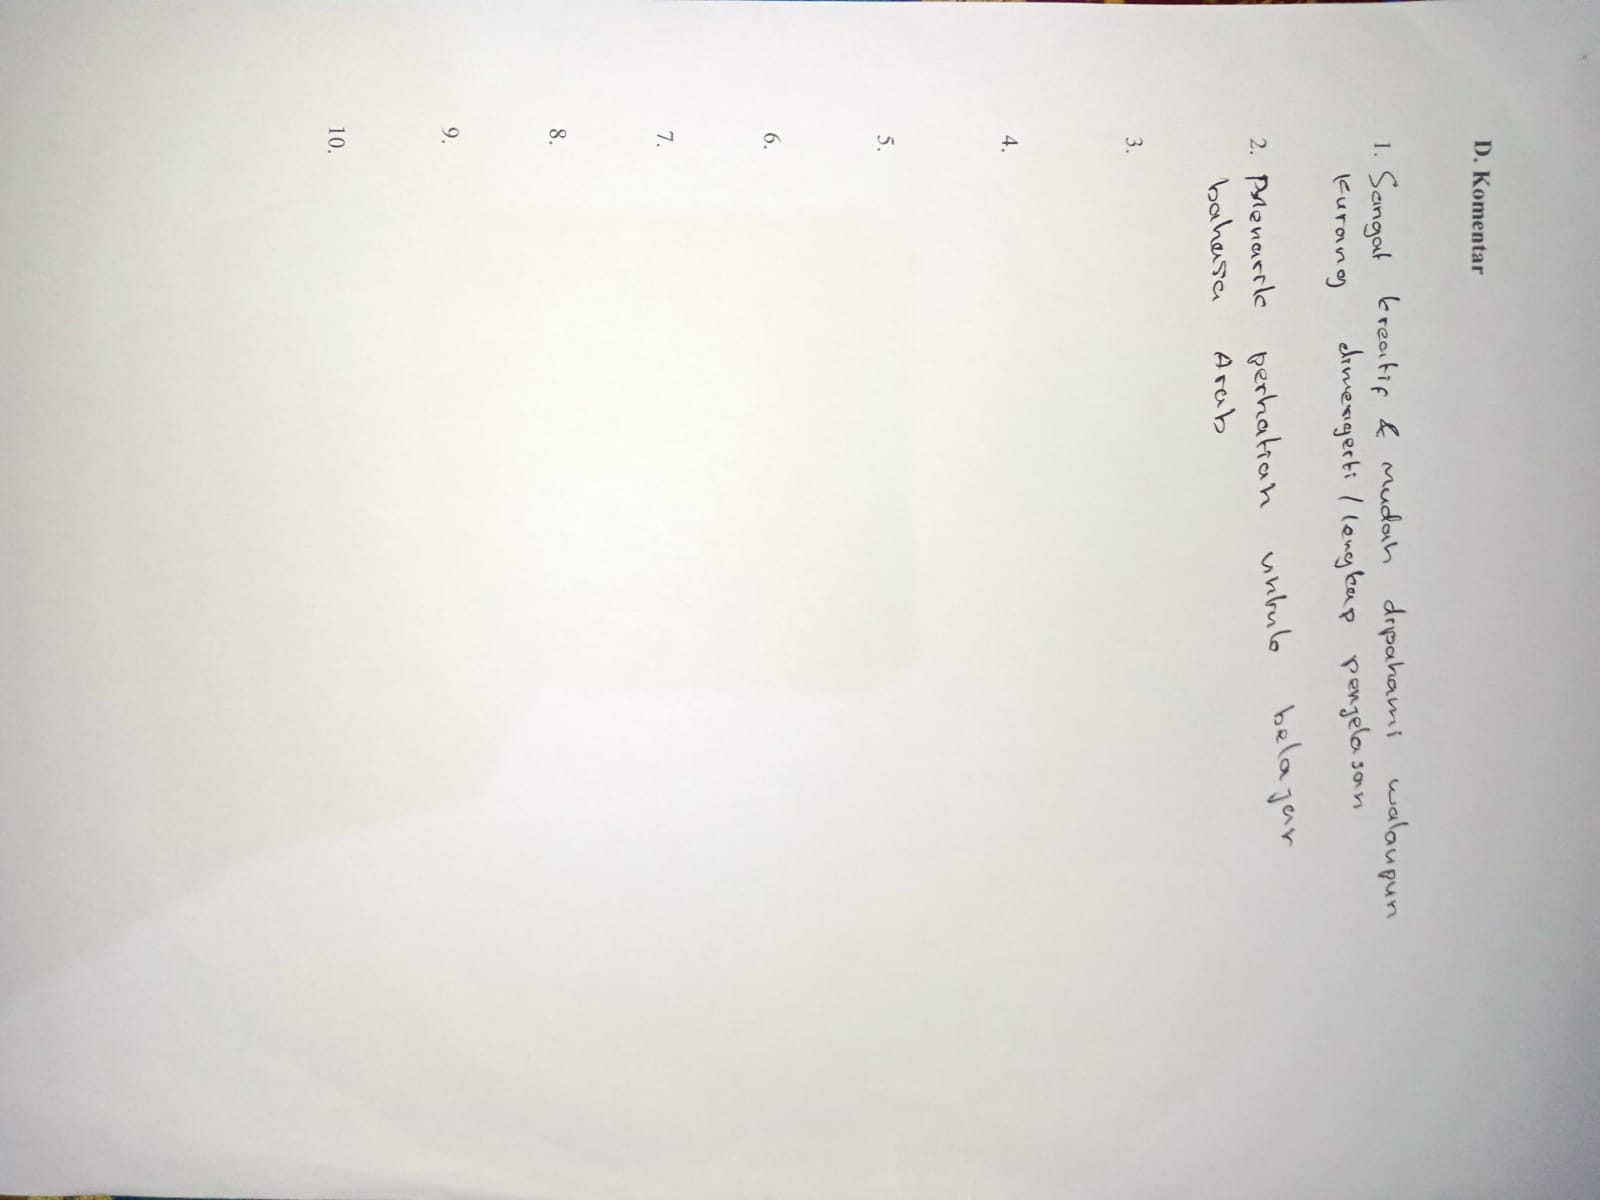 D. Komentar
1. Sangat kreatif & mudah dipahami walaupun
kurang dimengerti / lengkap penjelasan
2. Menarik perhatian untuk belajar
bahasa Arab
3.
4.
5.
6.
7.
8.
9.
10.